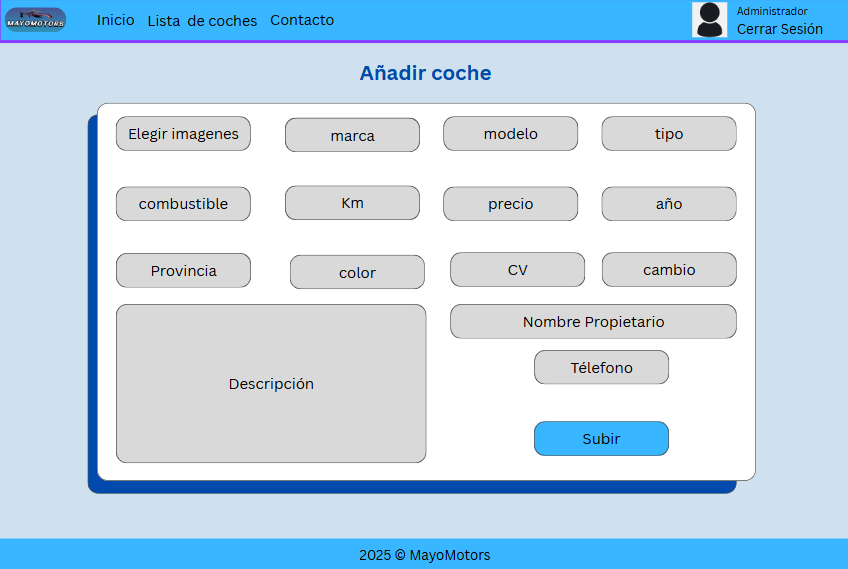 MAYOMOTORS
Inicio Lista de coches Contacto
Administrador
Cerrar Sesión
Añadir coche
Elegir imagenes marca modelo tipo
combustible Km precio año
Provincia color CV cambio
Nombre Propietario
Télefono
Descripción
Subir
2025 © MayoMotors